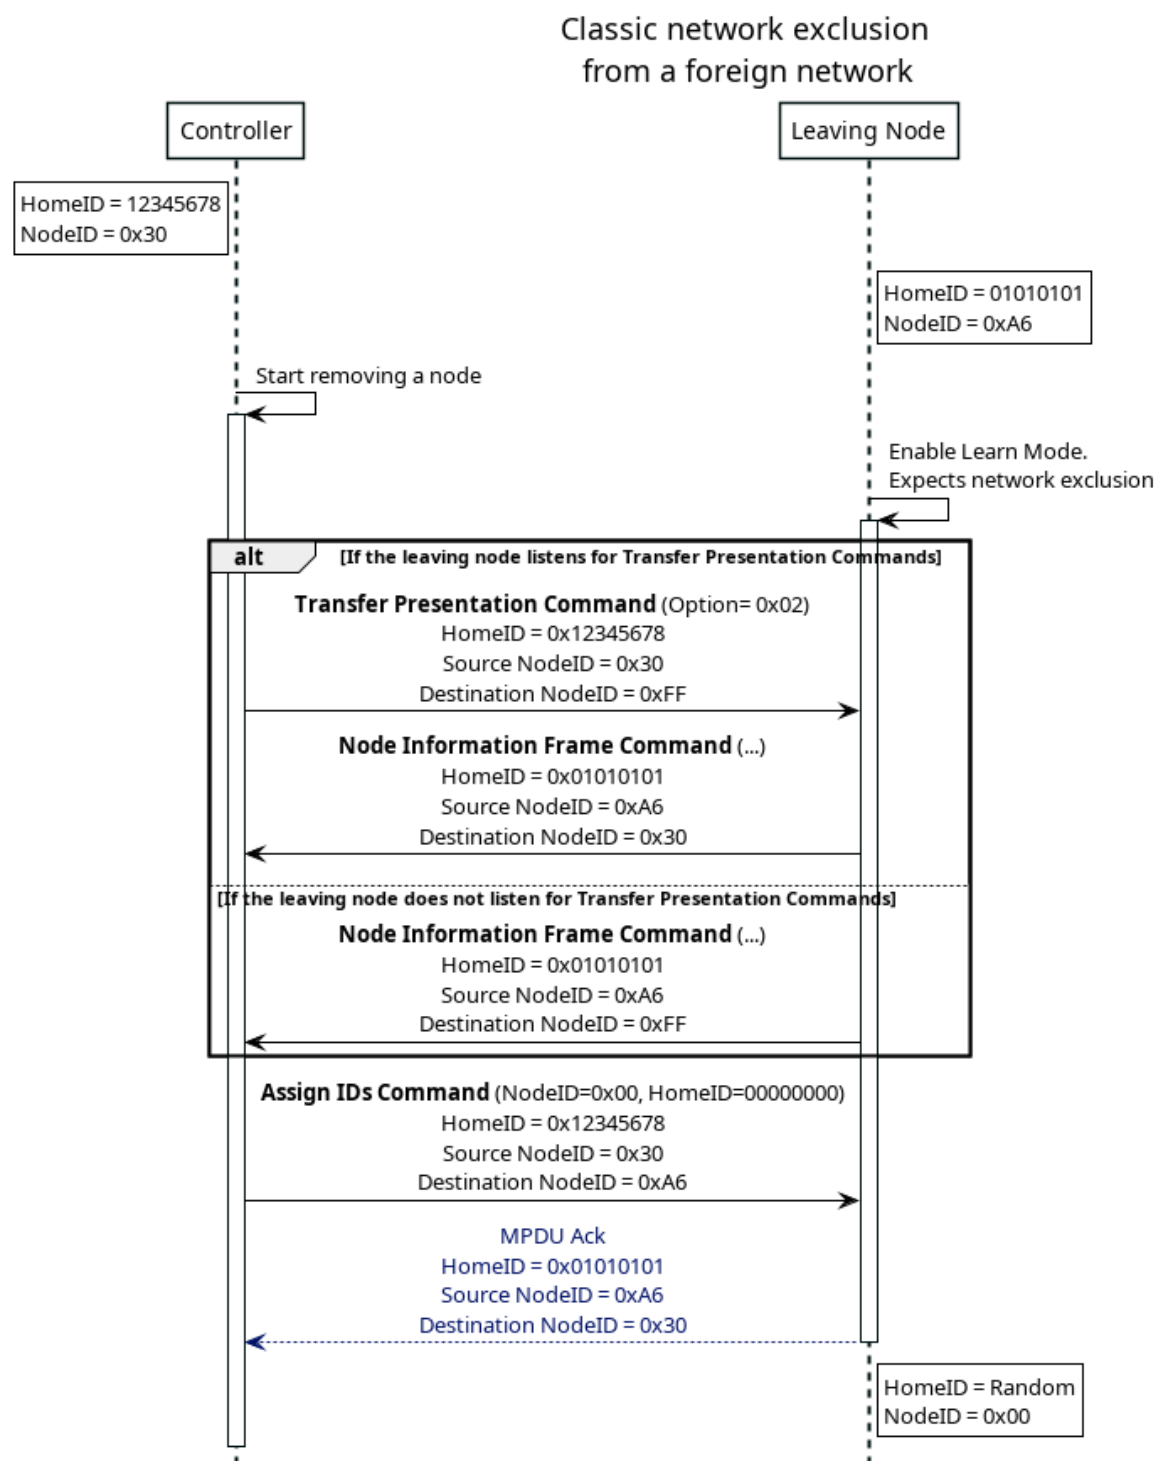 Classic network exclusion
from a foreign network
Controller
Leaving Node
HomeID = 12345678
NodeID = 0x30
HomeID = 01010101
NodeID = 0xA6
Start removing a node
Enable Learn Mode.
Expects network exclusion
alt
[If the leaving node listens for Transfer Presentation Commands]
Transfer Presentation Command (Option= 0x02)
HomeID = 0x12345678
Source NodeID = 0x30
Destination NodeID = 0xFF
Node Information Frame Command (...)
HomeID = 0x01010101
Source NodeID = 0xA6
Destination NodeID = 0x30
[If the leaving node does not listen for Transfer Presentation Commands]
Node Information Frame Command (...)
HomeID = 0x01010101
Source NodeID = 0xA6
Destination NodeID = 0xFF
Assign IDs Command (NodeID=0x00, HomeID=00000000)
HomeID = 0x12345678
Source NodeID = 0x30
Destination NodeID = 0xA6
MPDU Ack
HomeID = 0x01010101
Source NodeID = 0xA6
Destination NodeID = 0x30
HomeID = Random
NodeID = 0x00